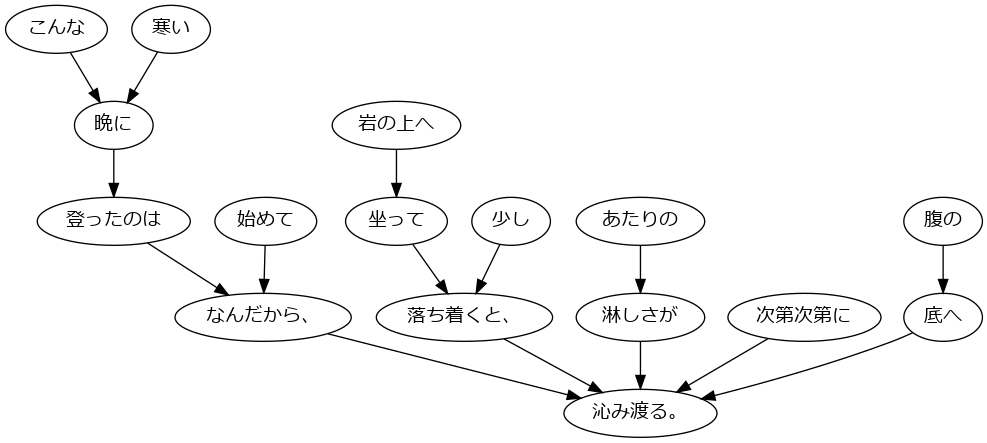 こんな
寒い
晩に
岩の上へ
登ったのは
始めて
坐って
少し
あたりの
腹の
なんだから、
落ち着くと、
淋しさが
次第次第に
底へ
沁み渡る。